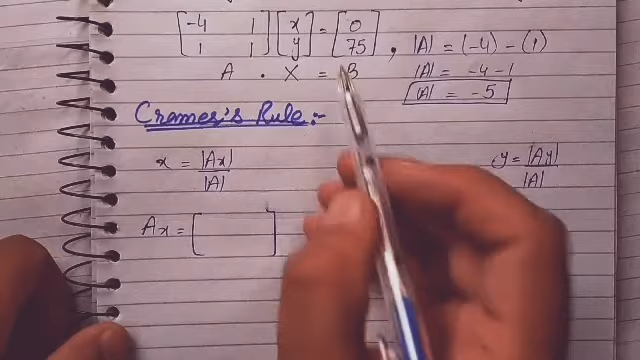 [-4 1; 1 1] [x; y] = [0; 75], |A| = (-4) - (1)
A . X = B |A| = -4-1
|A| = -5
Cramer's Rule:-
x = |Ax|/|A| y = |Ay|/|A|
Ax = [ ]